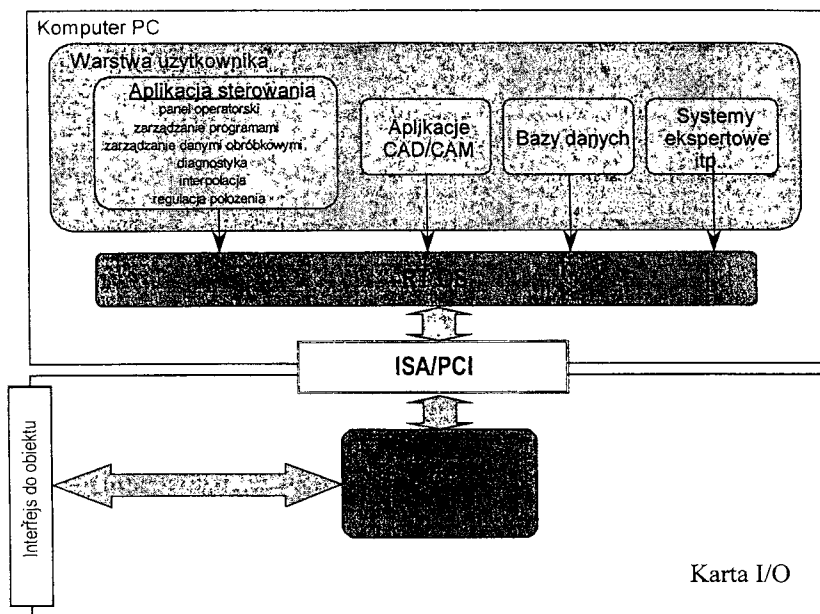 Komputer PC
Warstwa użytkownika
Aplikacja sterowania
panel operatorski
zarządzanie programami
zarządzanie danymi obróbkowymi
diagnostyka
interpolacja
regulacja położenia
Aplikacje
CAD/CAM
Bazy danych
Systemy
ekspertowe
itp.
ISA/PCI
Interfejs do obiektu
Karta I/O